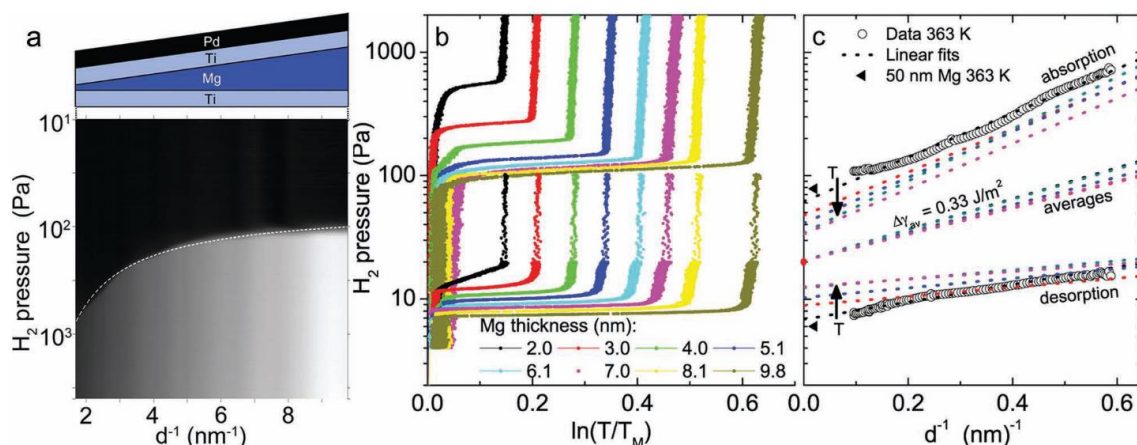 a
Pd
Ti
Mg
Ti
H₂ pressure (Pa)
10¹
10²
10³
2 4 6 8
d⁻¹ (nm⁻¹)
b
H₂ pressure (Pa)
1000
100
10
Mg thickness (nm):
2.0 3.0 4.0 5.1
6.1 7.0 8.1 9.8
0.0 0.2 0.4 0.6
ln(T/T_M)
H₂ pressure (Pa)
c
Data 363 K
Linear fits
50 nm Mg 363 K
absorption
T
Δγ_av = 0.33 J/m²
averages
T
desorption
0.0 0.2 0.4 0.6
d⁻¹ (nm)⁻¹